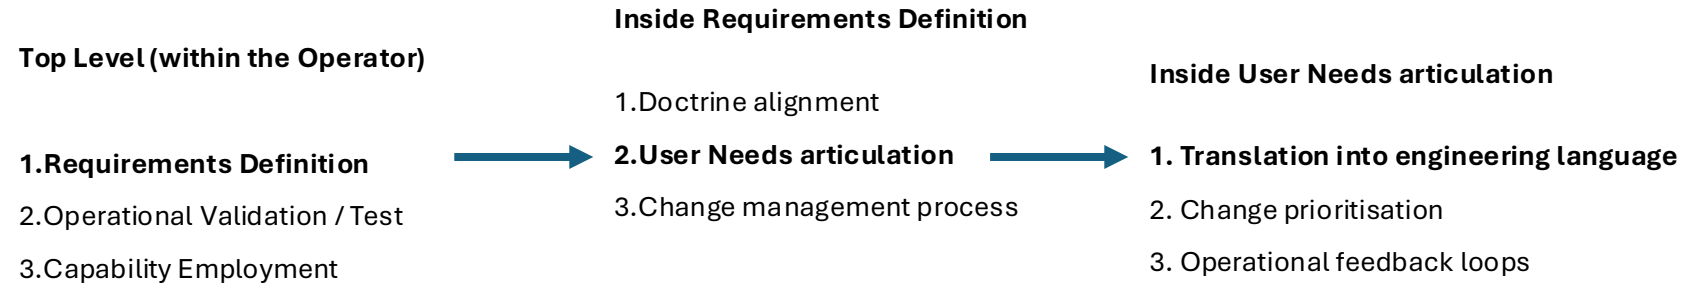 Top Level (within the Operator)
1.Requirements Definition
2.Operational Validation / Test
3.Capability Employment
Inside Requirements Definition
1.Doctrine alignment
2.User Needs articulation
3.Change management process
Inside User Needs articulation
1. Translation into engineering language
2. Change prioritisation
3. Operational feedback loops